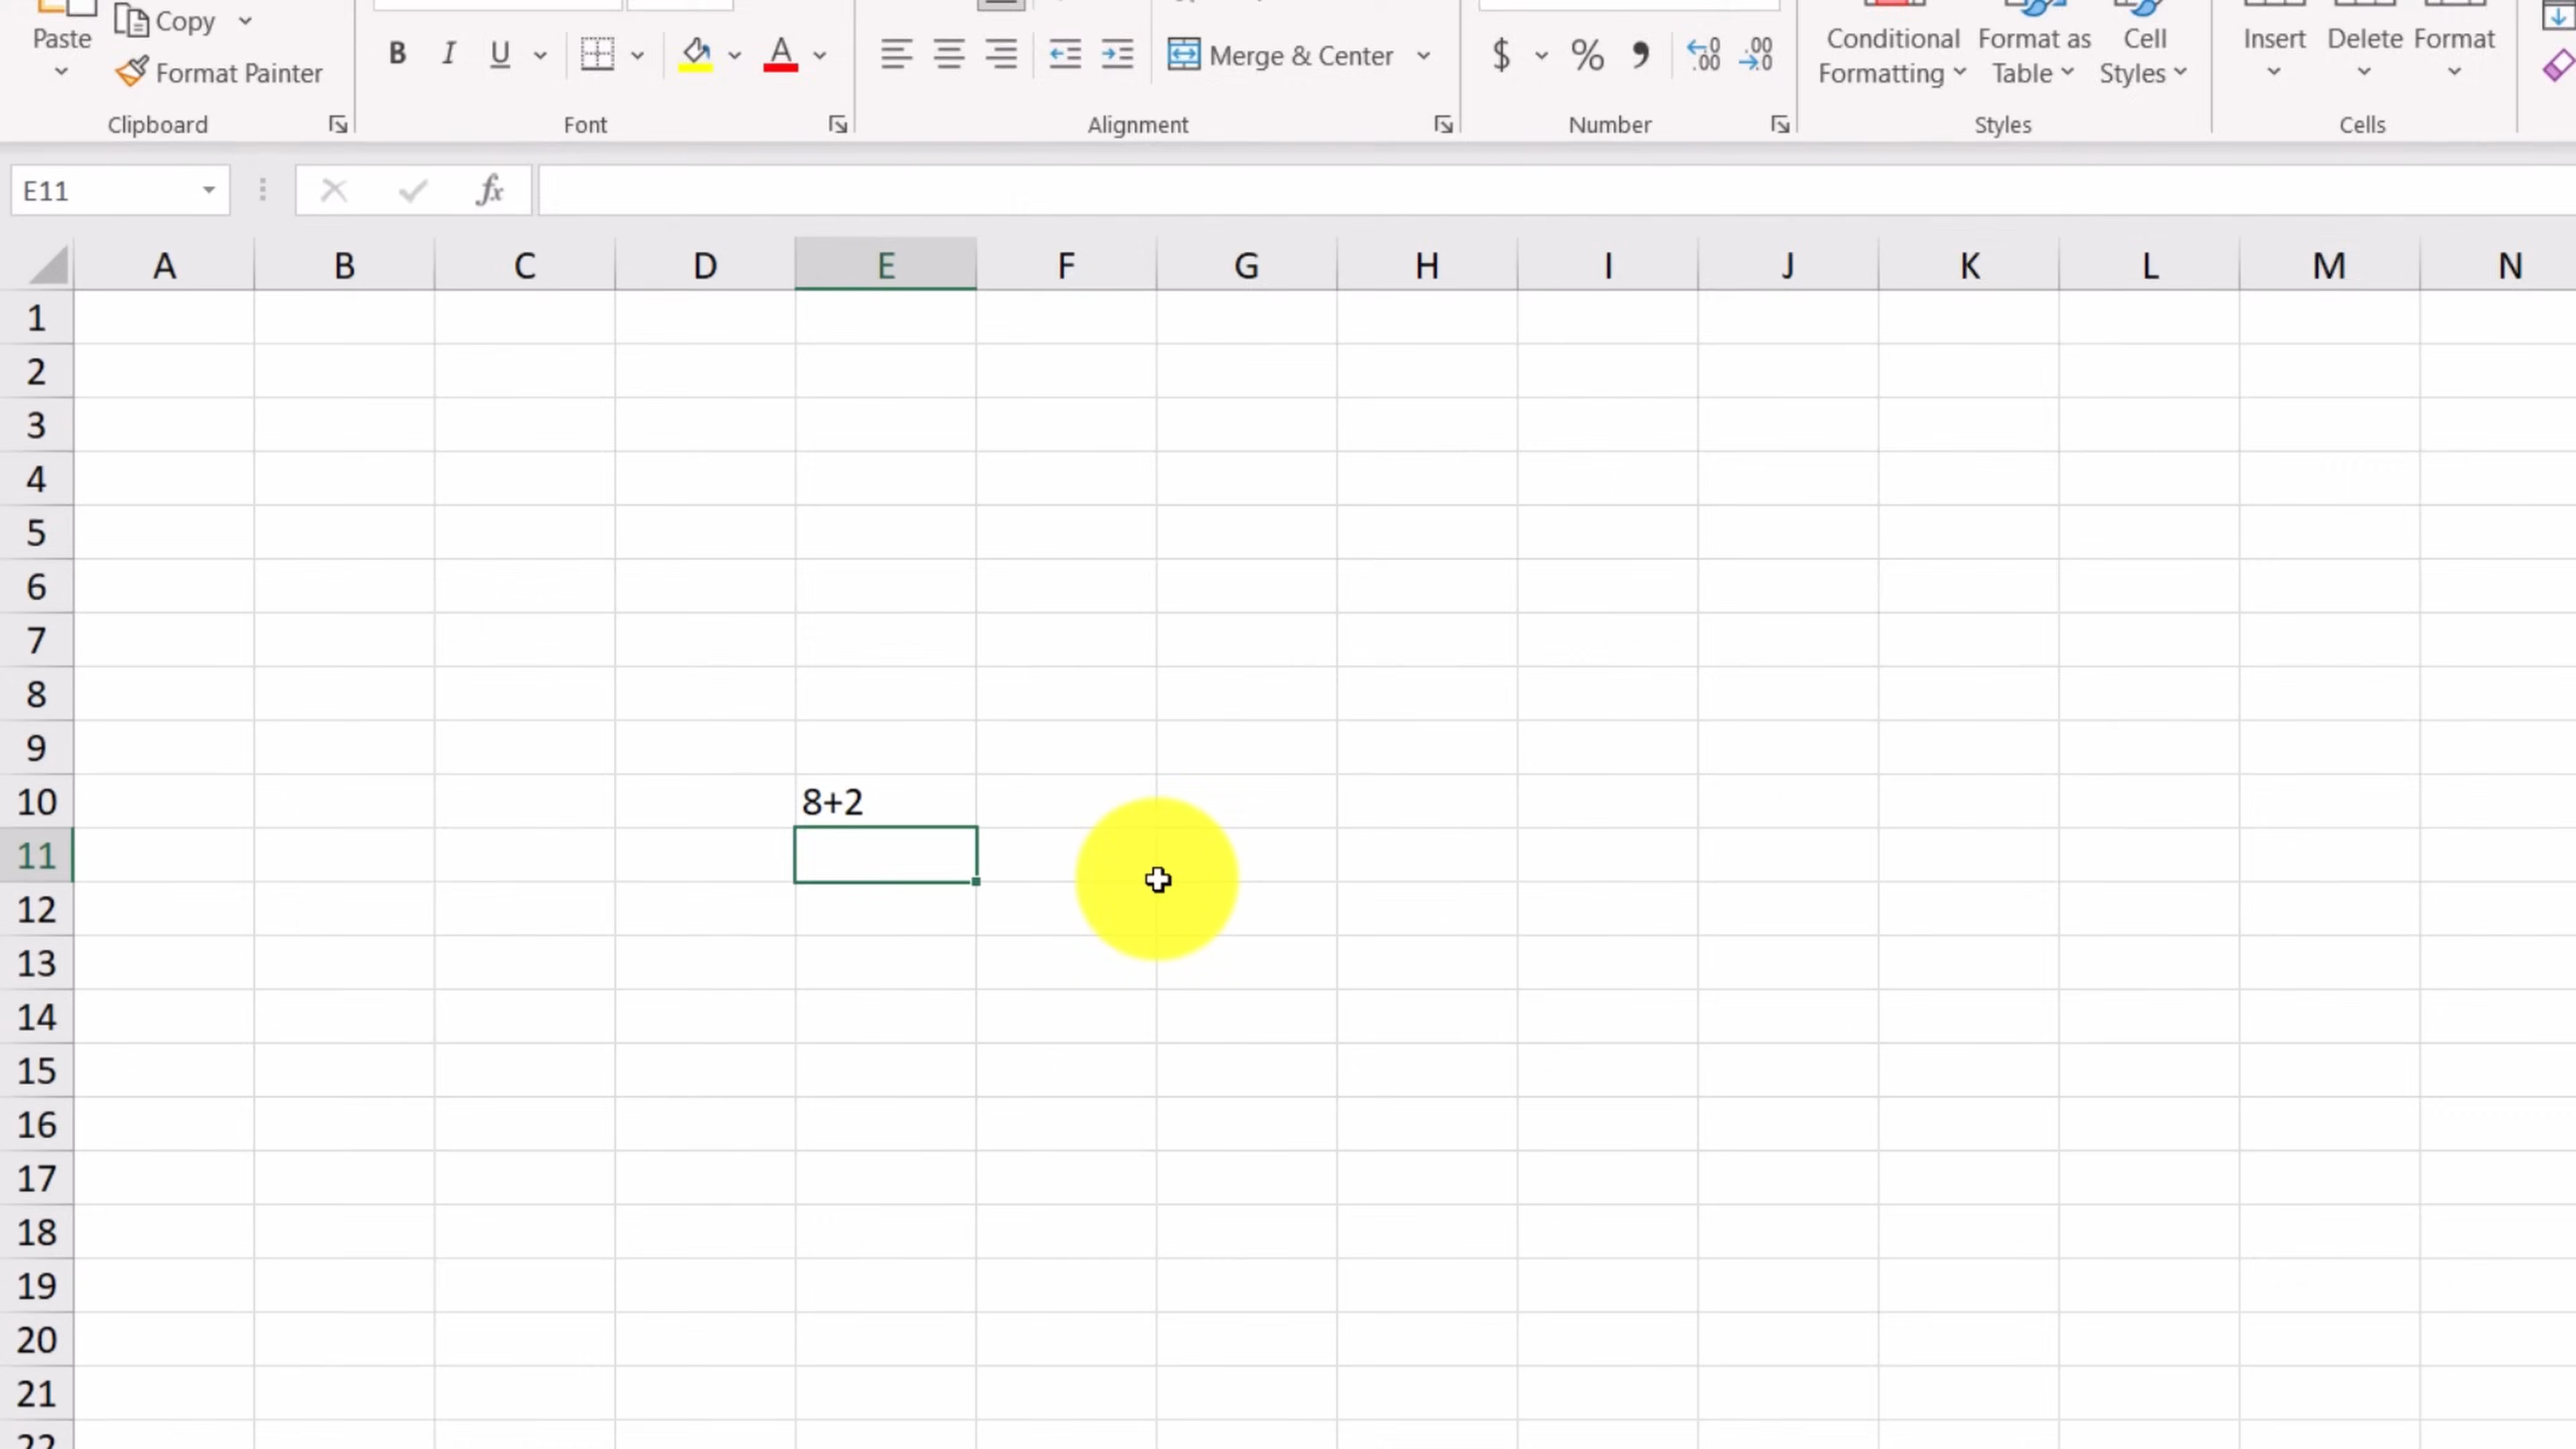 Paste
Copy
Format Painter
Clipboard
B I U A
Font
Merge & Center
Alignment
$ % , .00 .00
Number
Conditional Formatting
Format as Table
Cell Styles
Styles
Insert Delete Format
Cells
E11 fx
A B C D E F G H I J K L M N
1
2
3
4
5
6
7
8
9
10 8+2
11
12
13
14
15
16
17
18
19
20
21
22